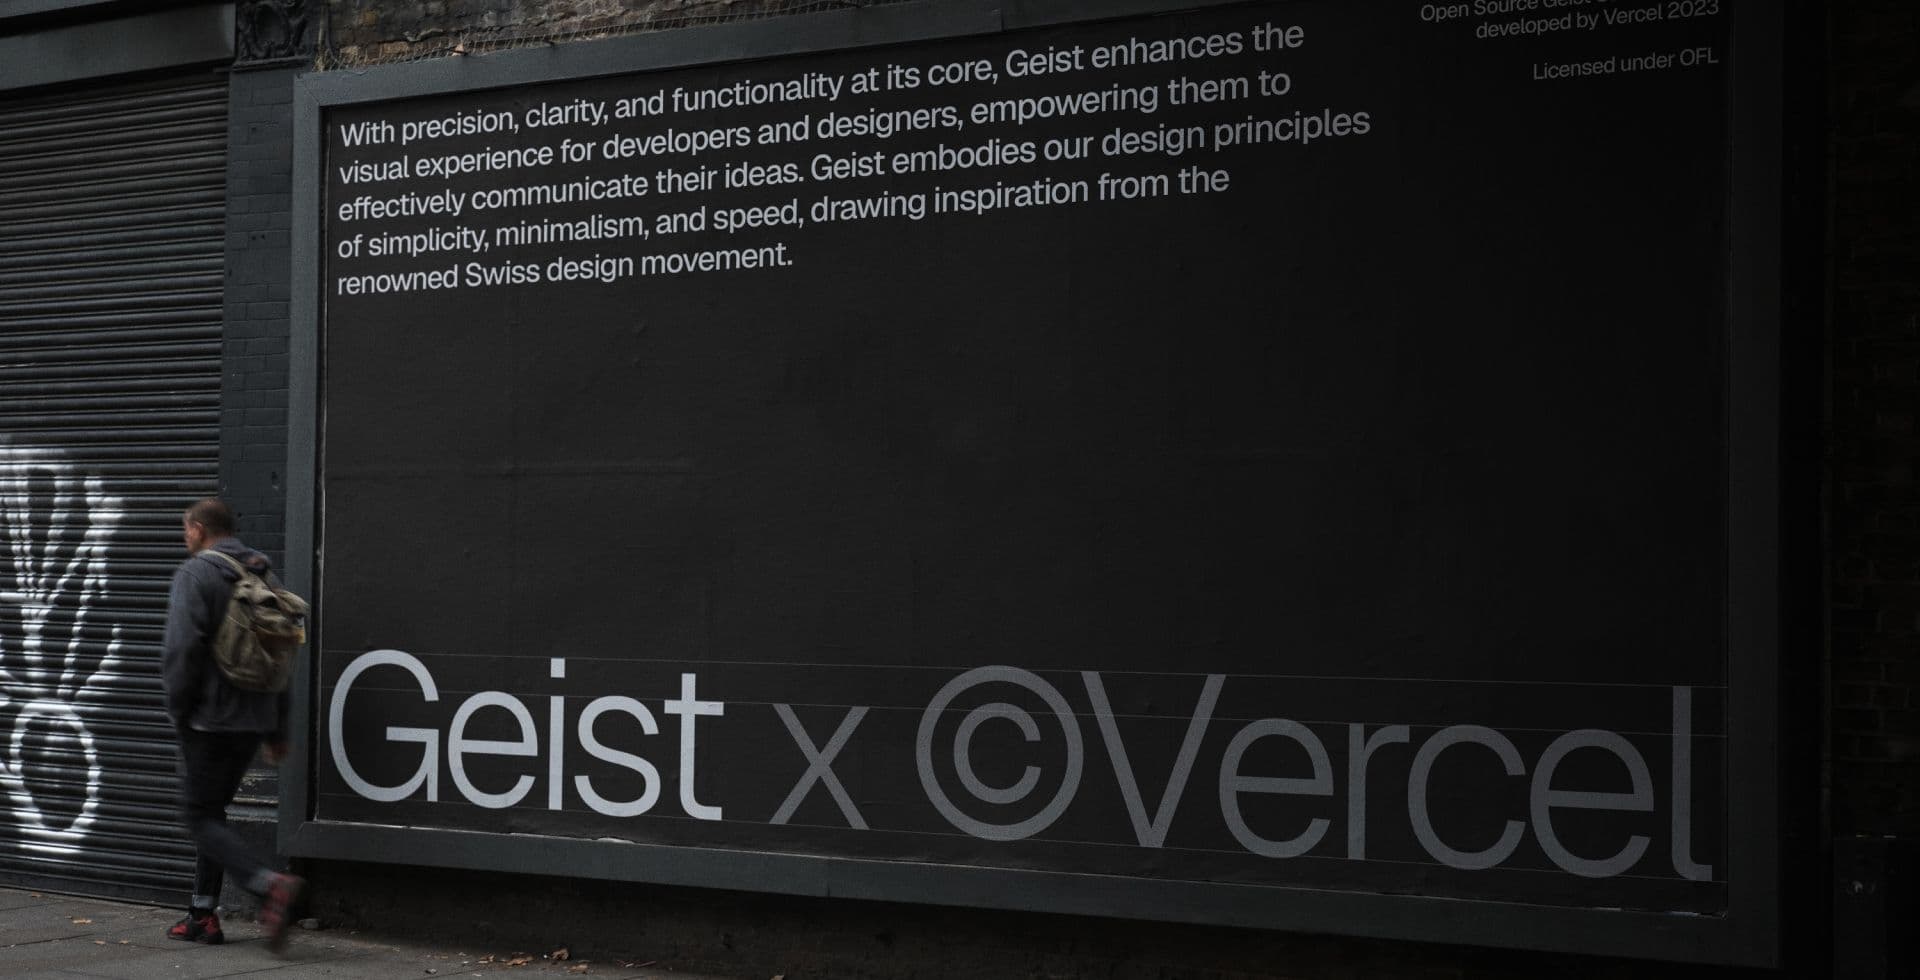 With precision, clarity, and functionality at its core, Geist enhances the
visual experience for developers and designers, empowering them to
effectively communicate their ideas. Geist embodies our design principles
of simplicity, minimalism, and speed, drawing inspiration from the
renowned Swiss design movement.
Open Source Geist
developed by Vercel 2023
Licensed under OFL
Geist x ©Vercel